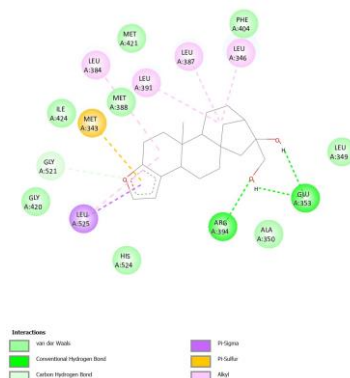 PHE
A:404
MET
A:421
LEU
A:384
LEU
A:387
LEU
A:346
LEU
A:391
MET
A:388
ILE
A:424
MET
A:343
H
LEU
A:349
GLY
A:521
O
O
H
GLU
A:353
GLY
A:420
LEU
A:525
ARG
A:394
ALA
A:350
HIS
A:524
Interactions
van der Waals
Conventional Hydrogen Bond
Carbon Hydrogen Bond
Pi-Sigma
Pi-Sulfur
Alkyl